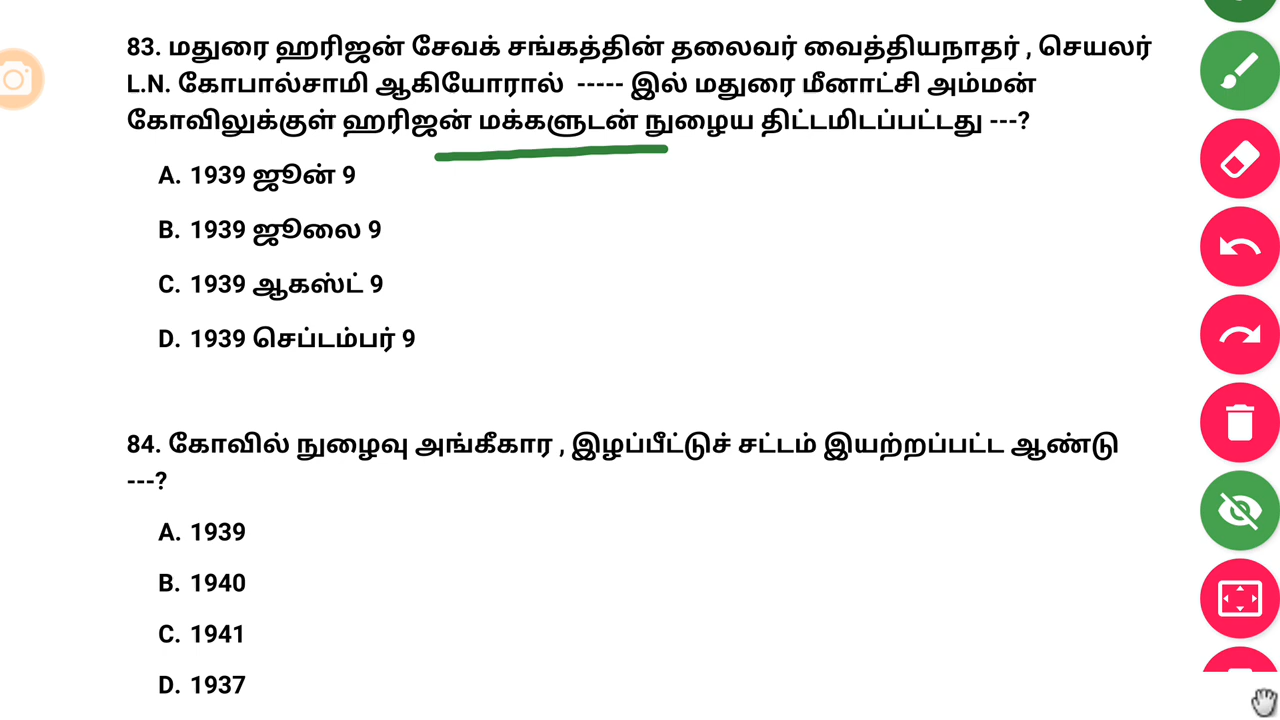 83. மதுரை ஹரிஜன் சேவக் சங்கத்தின் தலைவர் வைத்தியநாதர் , செயலர்
L.N. கோபால்சாமி ஆகியோரால் ----- இல் மதுரை மீனாட்சி அம்மன்
கோவிலுக்குள் ஹரிஜன் மக்களுடன் நுழைய திட்டமிடப்பட்டது ---?
A. 1939 ஜூன் 9
B. 1939 ஜூலை 9
C. 1939 ஆகஸ்ட் 9
D. 1939 செப்டம்பர் 9
84. கோவில் நுழைவு அங்கீகார , இழப்பீட்டுச் சட்டம் இயற்றப்பட்ட ஆண்டு
---?
A. 1939
B. 1940
C. 1941
D. 1937